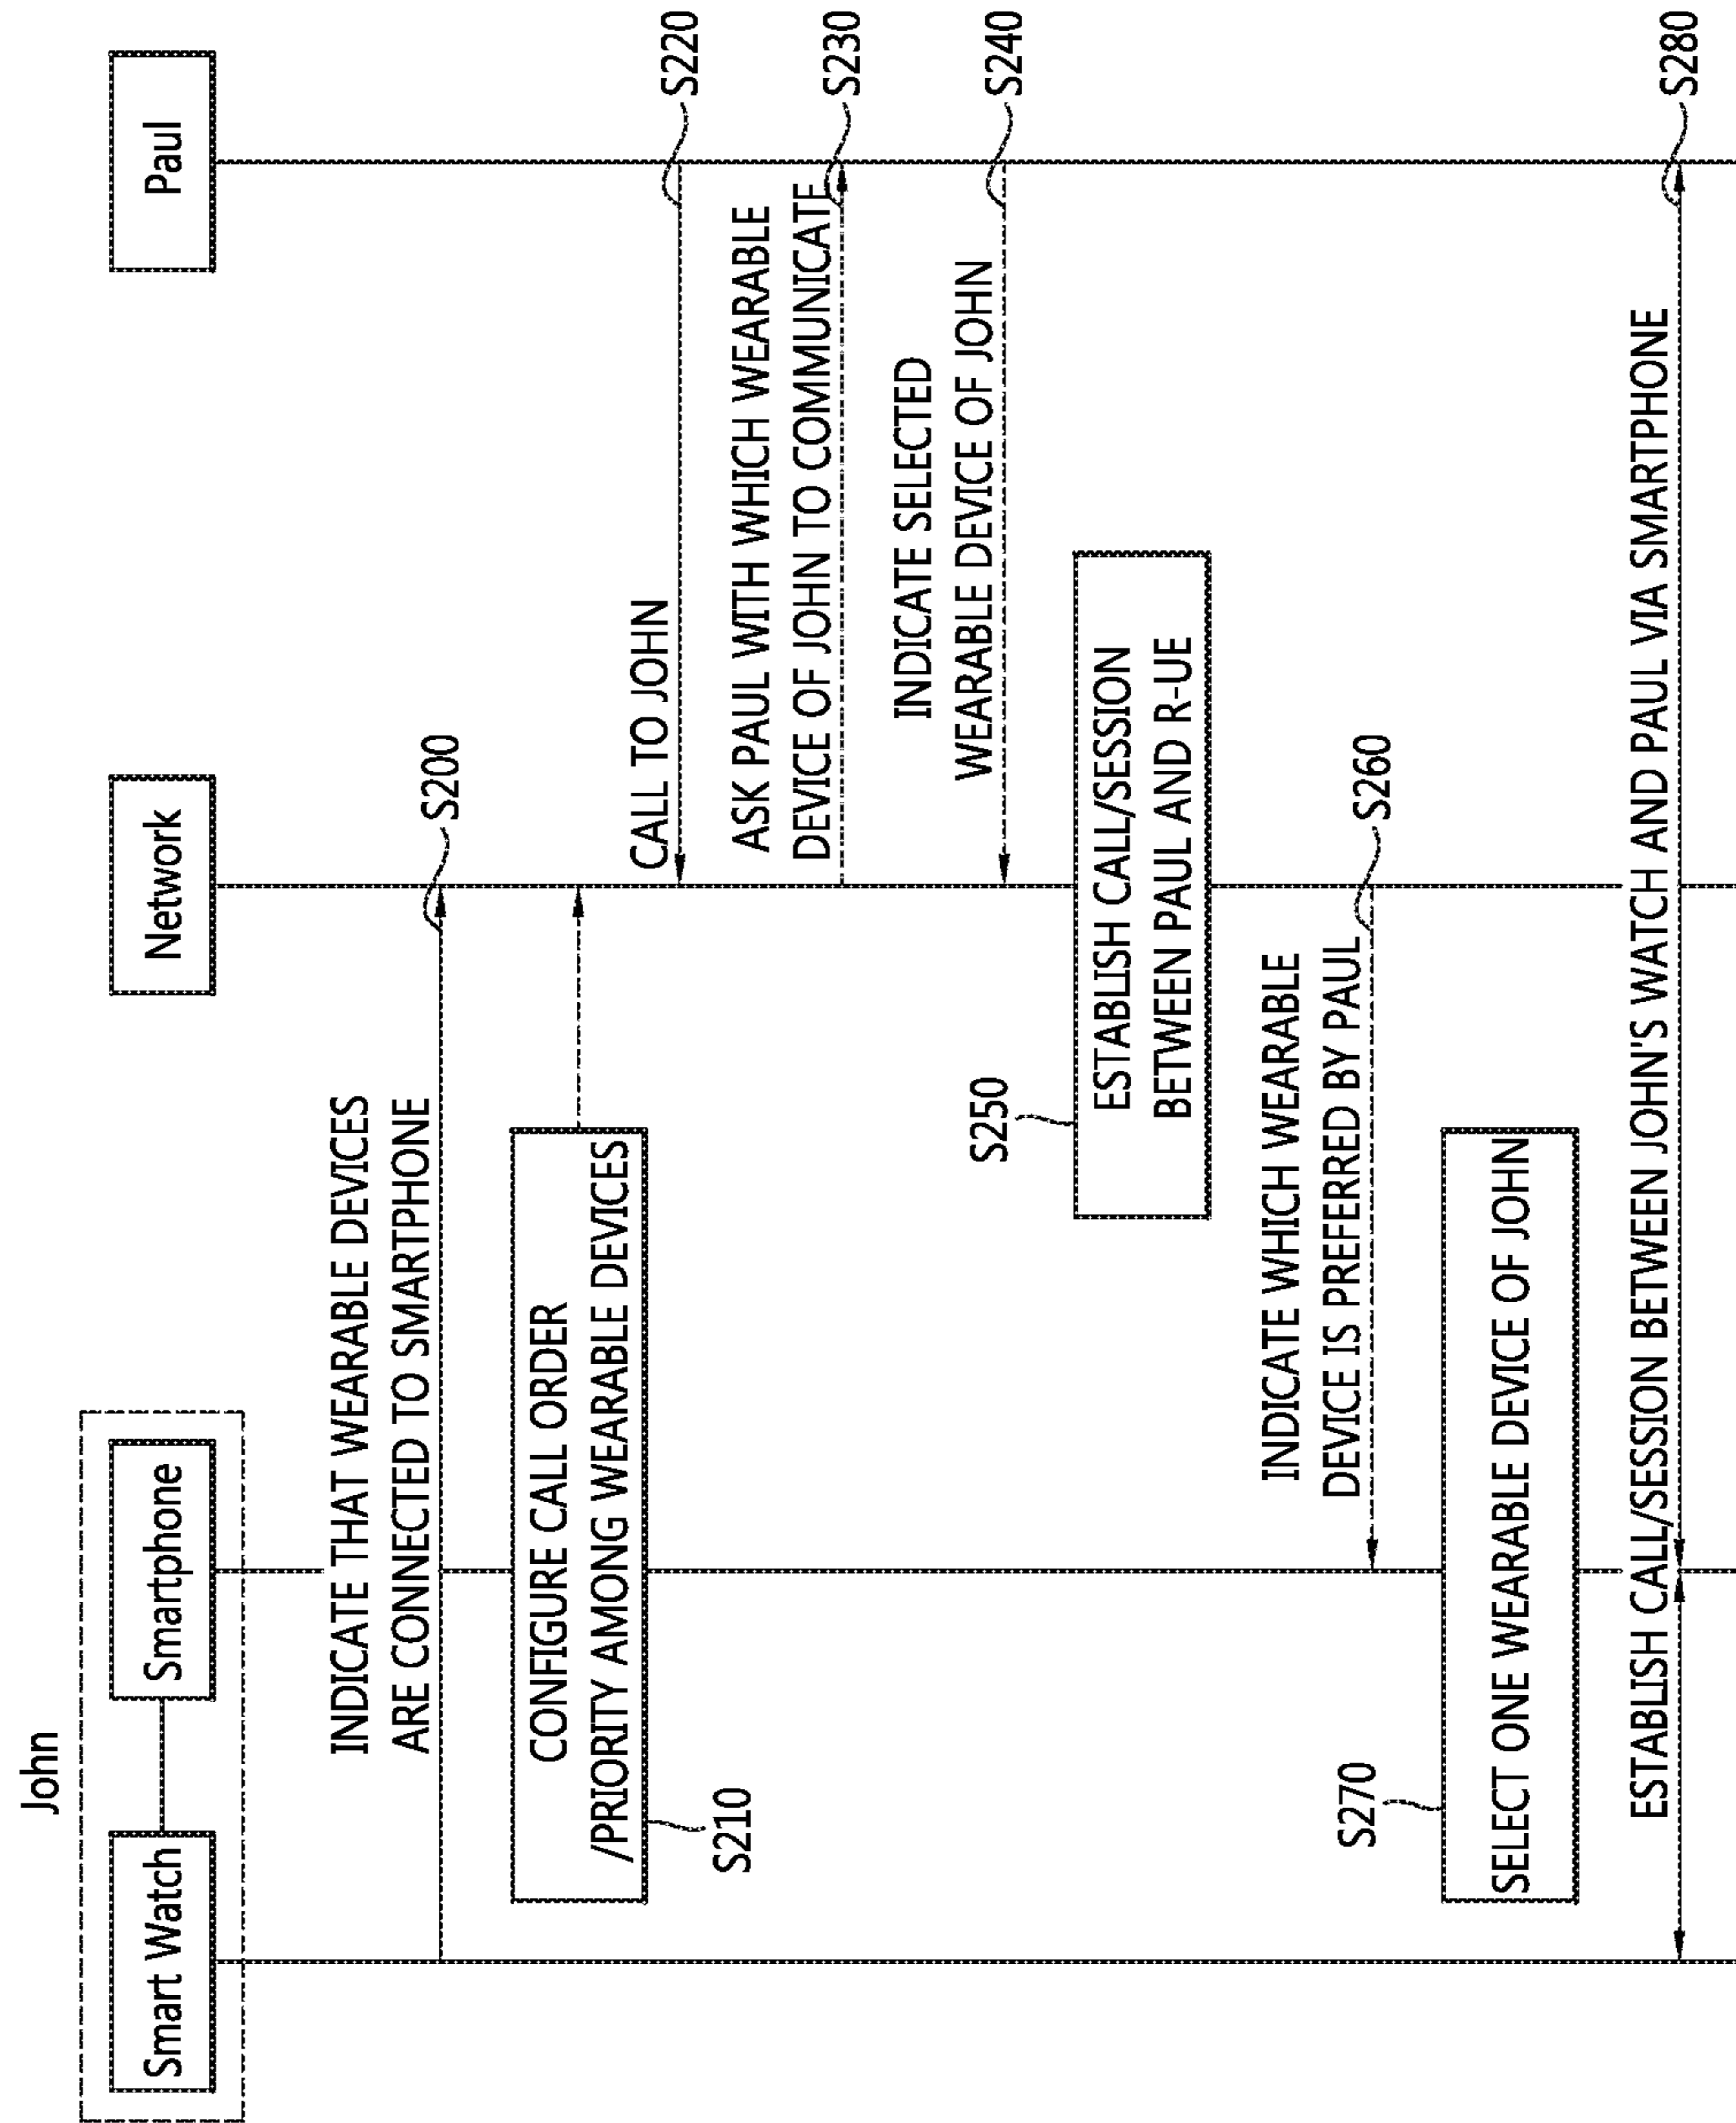 John
Smart Watch
Smartphone
Network
Paul
INDICATE THAT WEARABLE DEVICES
ARE CONNECTED TO SMARTPHONE
S200
CONFIGURE CALL ORDER
/PRIORITY AMONG WEARABLE DEVICES
S210
CALL TO JOHN
S220
ASK PAUL WITH WHICH WEARABLE
DEVICE OF JOHN TO COMMUNICATE
S230
INDICATE SELECTED
WEARABLE DEVICE OF JOHN
S240
S250
ESTABLISH CALL/SESSION
BETWEEN PAUL AND R-UE
INDICATE WHICH WEARABLE
DEVICE IS PREFERRED BY PAUL
S260
S270
SELECT ONE WEARABLE DEVICE OF JOHN
ESTABLISH CALL/SESSION BETWEEN JOHN'S WATCH AND PAUL VIA SMARTPHONE
S280